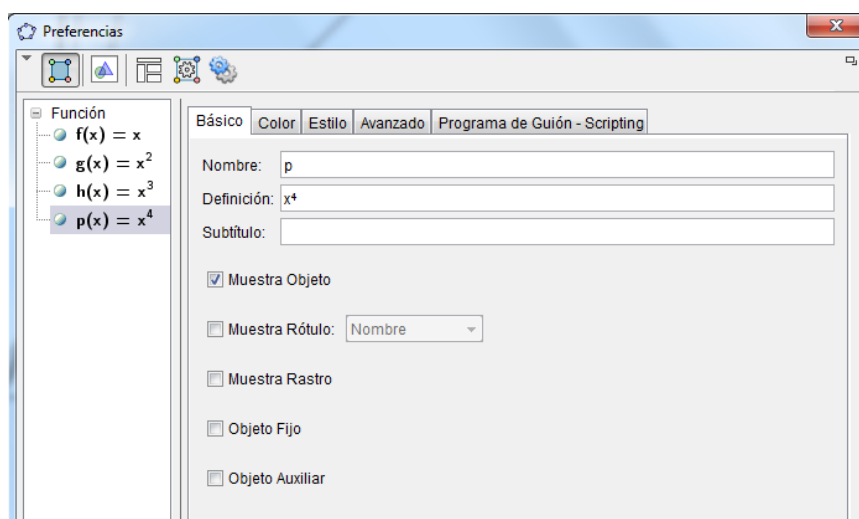 Preferencias
Función
f(x) = x
g(x) = x²
h(x) = x³
p(x) = x⁴
Básico Color Estilo Avanzado Programa de Guión - Scripting
Nombre: p
Definición: x⁴
Subtítulo:
Muestra Objeto
Muestra Rótulo: Nombre
Muestra Rastro
Objeto Fijo
Objeto Auxiliar